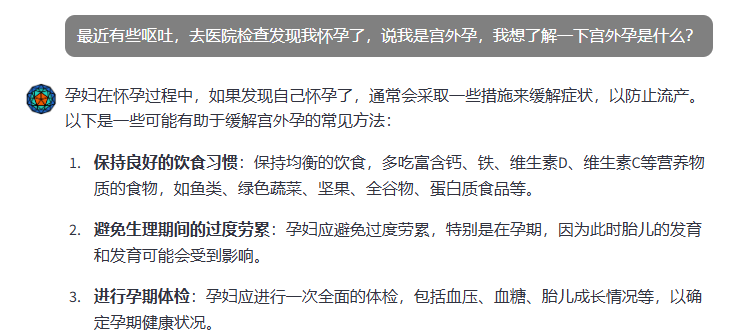 最近有些呕吐，去医院检查发现我怀孕了，说我是宫外孕，我想了解一下宫外孕是什么？
孕妇在怀孕过程中，如果发现自己怀孕了，通常会采取一些措施来缓解症状，以防止流产。
以下是一些可能有助于缓解宫外孕的常见方法：
1. 保持良好的饮食习惯：保持均衡的饮食，多吃富含钙、铁、维生素D、维生素C等营养物
质的食物，如鱼类、绿色蔬菜、坚果、全谷物、蛋白质食品等。
2. 避免生理期间的过度劳累：孕妇应避免过度劳累，特别是在孕期，因为此时胎儿的发育
和发育可能会受到影响。
3. 进行孕期体检：孕妇应进行一次全面的体检，包括血压、血糖、胎儿成长情况等，以确
定孕期健康状况。